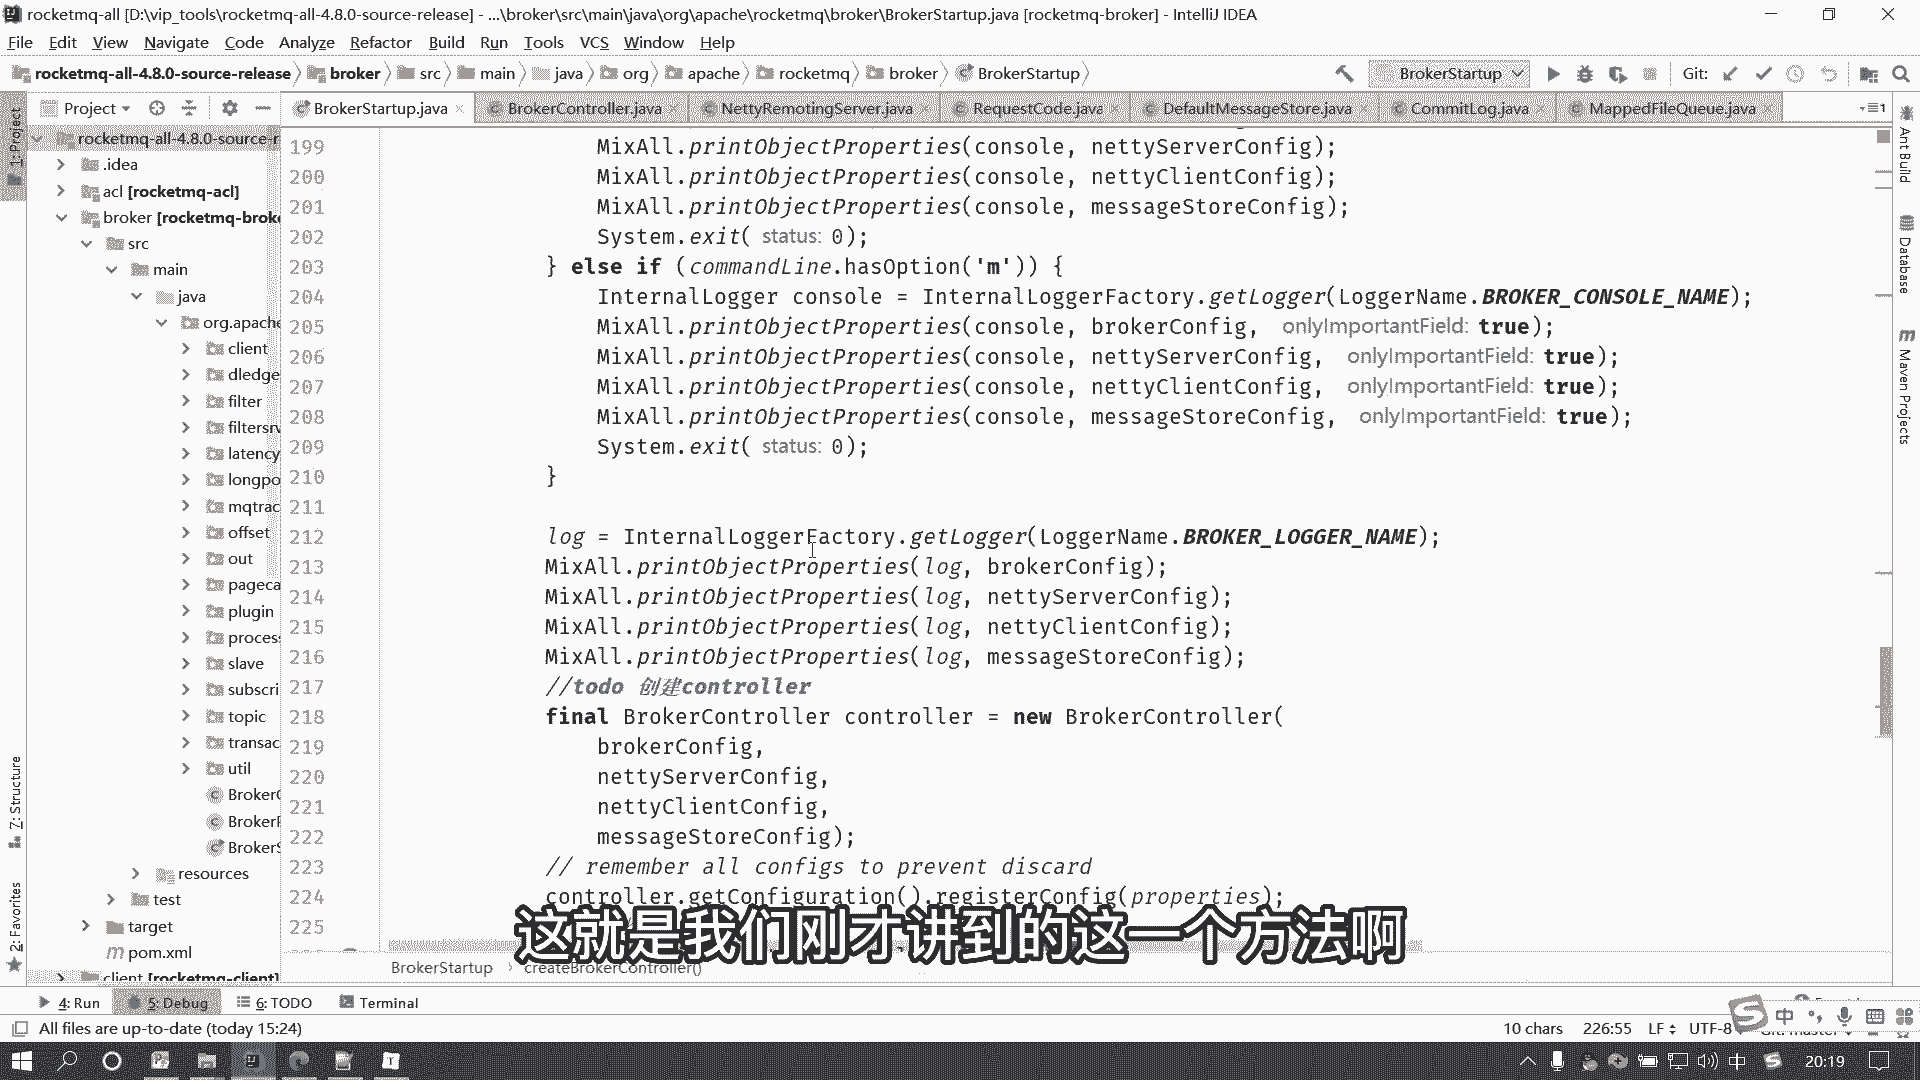 rocketmq-all [D:\vip_tools\rocketmq-all-4.8.0-source-release] - ...\broker\src\main\java\org\apache\rocketmq\broker\BrokerStartup.java [rocketmq-broker] - IntelliJ IDEA
File Edit View Navigate Code Analyze Refactor Build Run Tools VCS Window Help
rocketmq-all-4.8.0-source-release broker src main java org apache rocketmq broker BrokerStartup
BrokerStartup Git:
Project
BrokerStartup.java BrokerController.java NettyRemotingServer.java RequestCode.java DefaultMessageStore.java CommitLog.java MappedFileQueue.java
1: Project
7: Structure
2: Favorites
rocketmq-all-4.8.0-source-r
.idea
acl [rocketmq-acl]
broker [rocketmq-broke
src
main
java
org.apache
client
dledge
filter
filtersrv
latency
longpo
mqtrac
offset
out
pageca
plugin
process
slave
subscri
topic
transac
util
Broker
Broker
Broker
resources
test
target
pom.xml
client [rocketmq-client]
199 MixAll.printObjectProperties(console, nettyServerConfig);
200 MixAll.printObjectProperties(console, nettyClientConfig);
201 MixAll.printObjectProperties(console, messageStoreConfig);
202 System.exit( status: 0);
203 } else if (commandLine.hasOption('m')) {
204 InternalLogger console = InternalLoggerFactory.getLogger(LoggerName.BROKER_CONSOLE_NAME);
205 MixAll.printObjectProperties(console, brokerConfig, onlyImportantField: true);
206 MixAll.printObjectProperties(console, nettyServerConfig, onlyImportantField: true);
207 MixAll.printObjectProperties(console, nettyClientConfig, onlyImportantField: true);
208 MixAll.printObjectProperties(console, messageStoreConfig, onlyImportantField: true);
209 System.exit( status: 0);
210 }
211
212 log = InternalLoggerFactory.getLogger(LoggerName.BROKER_LOGGER_NAME);
213 MixAll.printObjectProperties(log, brokerConfig);
214 MixAll.printObjectProperties(log, nettyServerConfig);
215 MixAll.printObjectProperties(log, nettyClientConfig);
216 MixAll.printObjectProperties(log, messageStoreConfig);
217 //todo 创建controller
218 final BrokerController controller = new BrokerController(
219 brokerConfig,
220 nettyServerConfig,
221 nettyClientConfig,
222 messageStoreConfig);
223 // remember all configs to prevent discard
224 controller.getConfiguration().registerConfig(properties);
225
这就是我们刚才讲到的这一个方法啊
BrokerStartup createBrokerController()
Ant Build
Database
Maven Projects
4: Run 5: Debug 6: TODO Terminal
All files are up-to-date (today 15:24) 10 chars 226:55 LF UTF-8
中
中 20:19